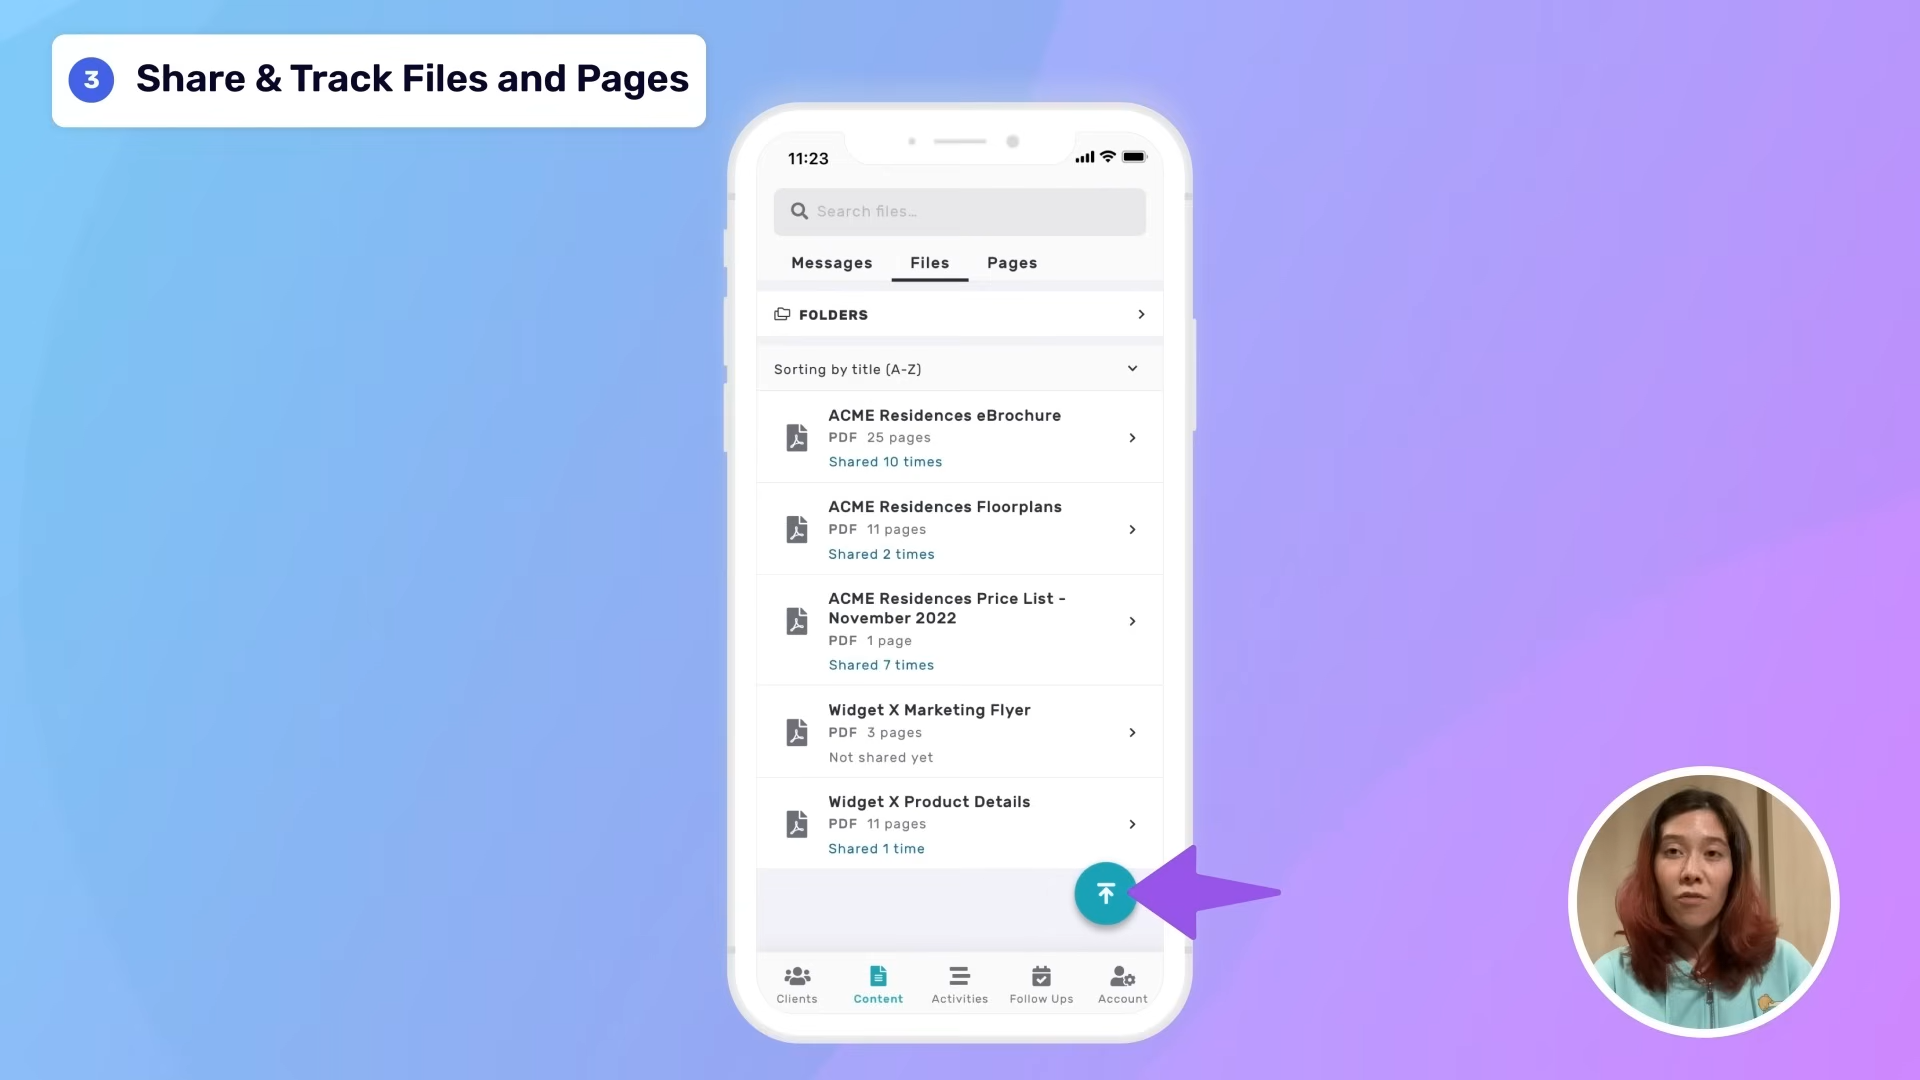 3 Share & Track Files and Pages
11:23
Search files...
Messages Files Pages
FOLDERS
Sorting by title (A-Z)
ACME Residences eBrochure
PDF 25 pages
Shared 10 times
ACME Residences Floorplans
PDF 11 pages
Shared 2 times
ACME Residences Price List -
November 2022
PDF 1 page
Shared 7 times
Widget X Marketing Flyer
PDF 3 pages
Not shared yet
Widget X Product Details
PDF 11 pages
Shared 1 time
Clients Content Activities Follow Ups Account